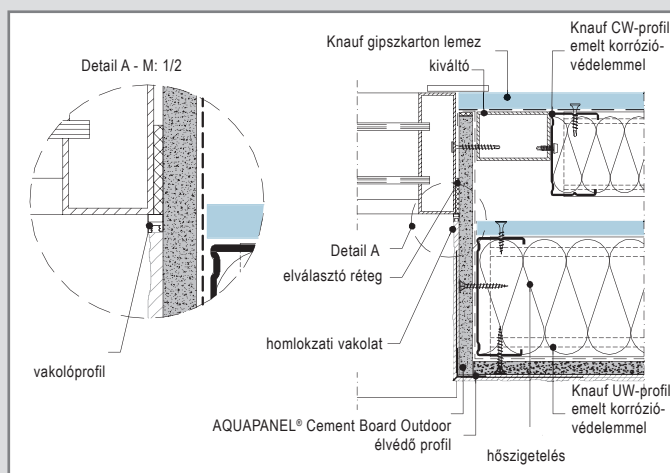 Detail A - M: 1/2
vakolóprofil
Knauf gipszkarton lemez
kiváltó
Knauf CW-profil
emelt korrózió-
védelemmel
Detail A
elválasztó réteg
homlokzati vakolat
AQUAPANEL® Cement Board Outdoor
élvédő profil
hőszigetelés
Knauf UW-profil
emelt korrózió-
védelemmel